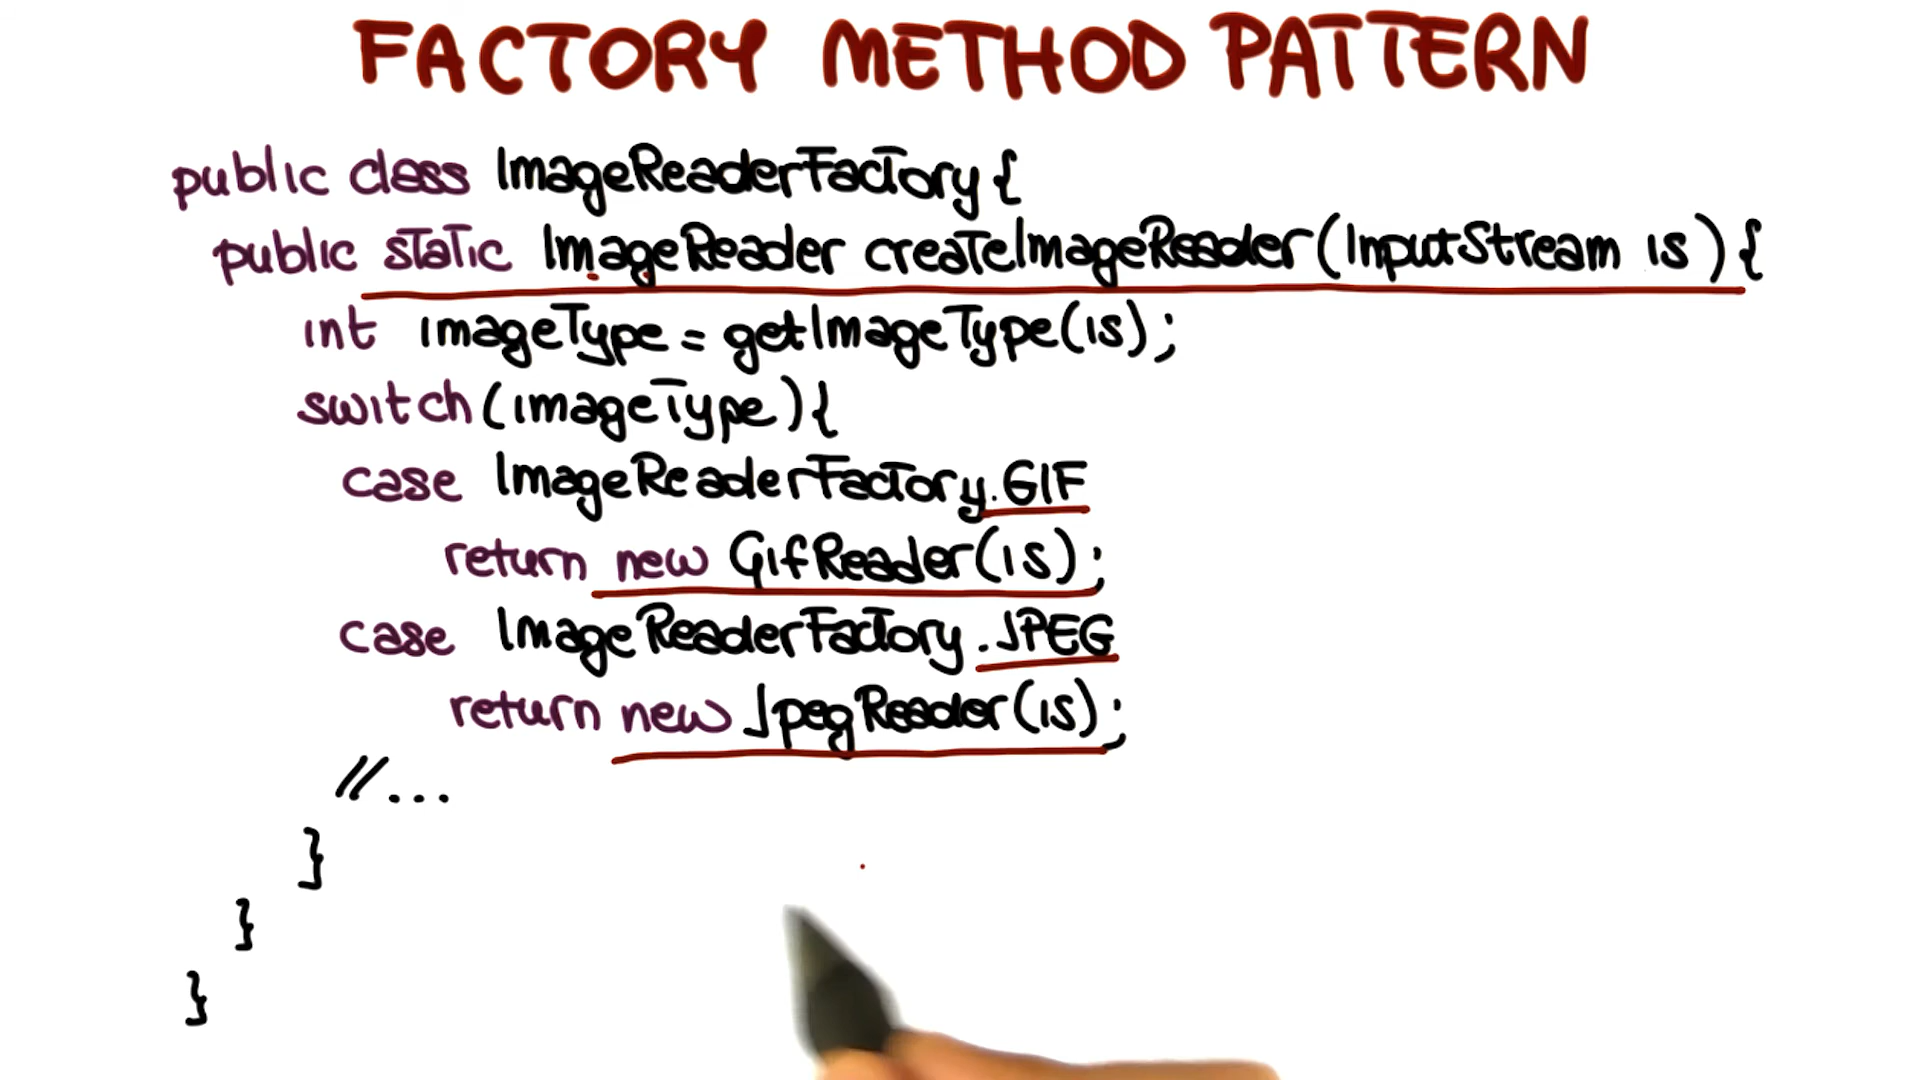 FACTORY METHOD PATTERN
public class ImageReaderFactory{
public static ImageReader createImageReader(InputStream is){
int imageType = getImageType(is);
switch(imageType){
case ImageReaderFactory.GIF
return new GifReader(is);
case ImageReaderFactory.JPEG
return new JpegReader(is);
//...
}
}
}